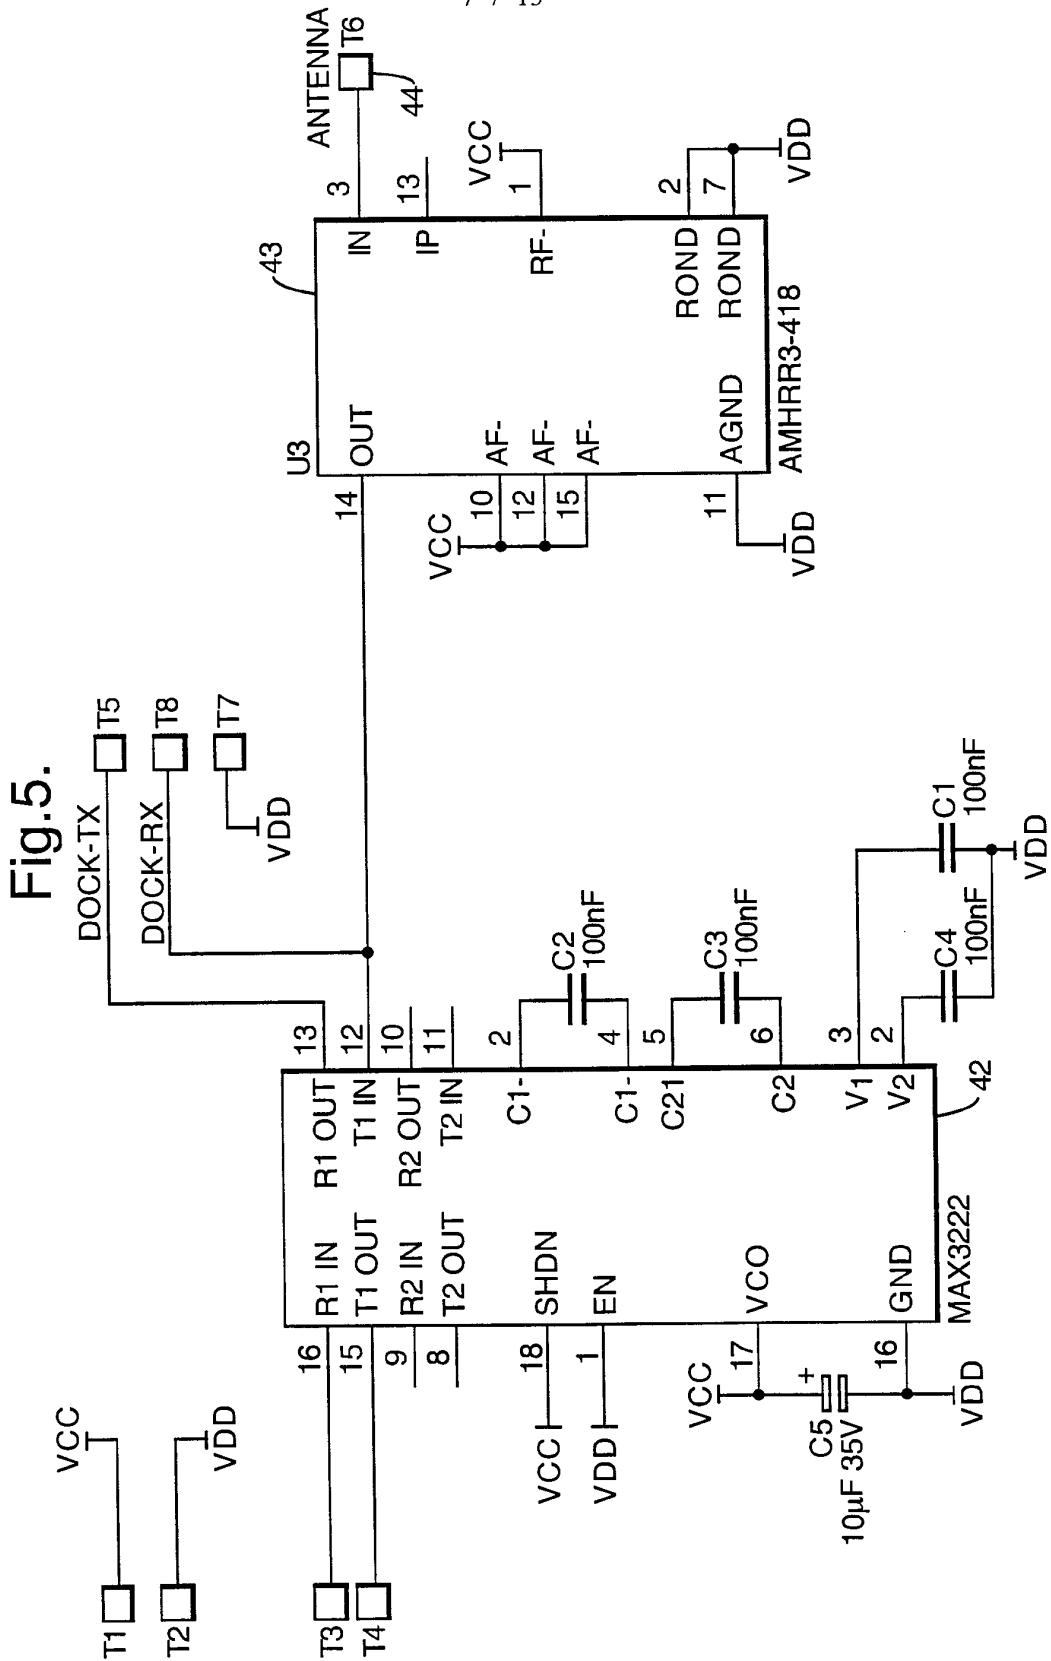 Fig.5.
ANTENNA
T6
44
3
IN
13
IP
VCC
1
RF-
2
ROND
7
ROND
VDD
43
U3
14
OUT
VCC
10
AF-
12
AF-
15
AF-
11
AGND
VDD
AMHRR3-418
DOCK-TX
T5
DOCK-RX
T8
T7
VDD
13
R1 OUT
12
T1 IN
10
R2 OUT
11
T2 IN
2
C1-
C2
100nF
4
C1-
5
C21
C3
100nF
6
C2
3
V1
2
V2
C1
100nF
C4
100nF
VDD
42
MAX3222
16
R1 IN
15
T1 OUT
9
R2 IN
8
T2 OUT
VCC
18
SHDN
VDD
1
EN
VCC
17
VCO
C5
+
10µF 35V
16
GND
VDD
T1
VCC
T2
VDD
T3
T4